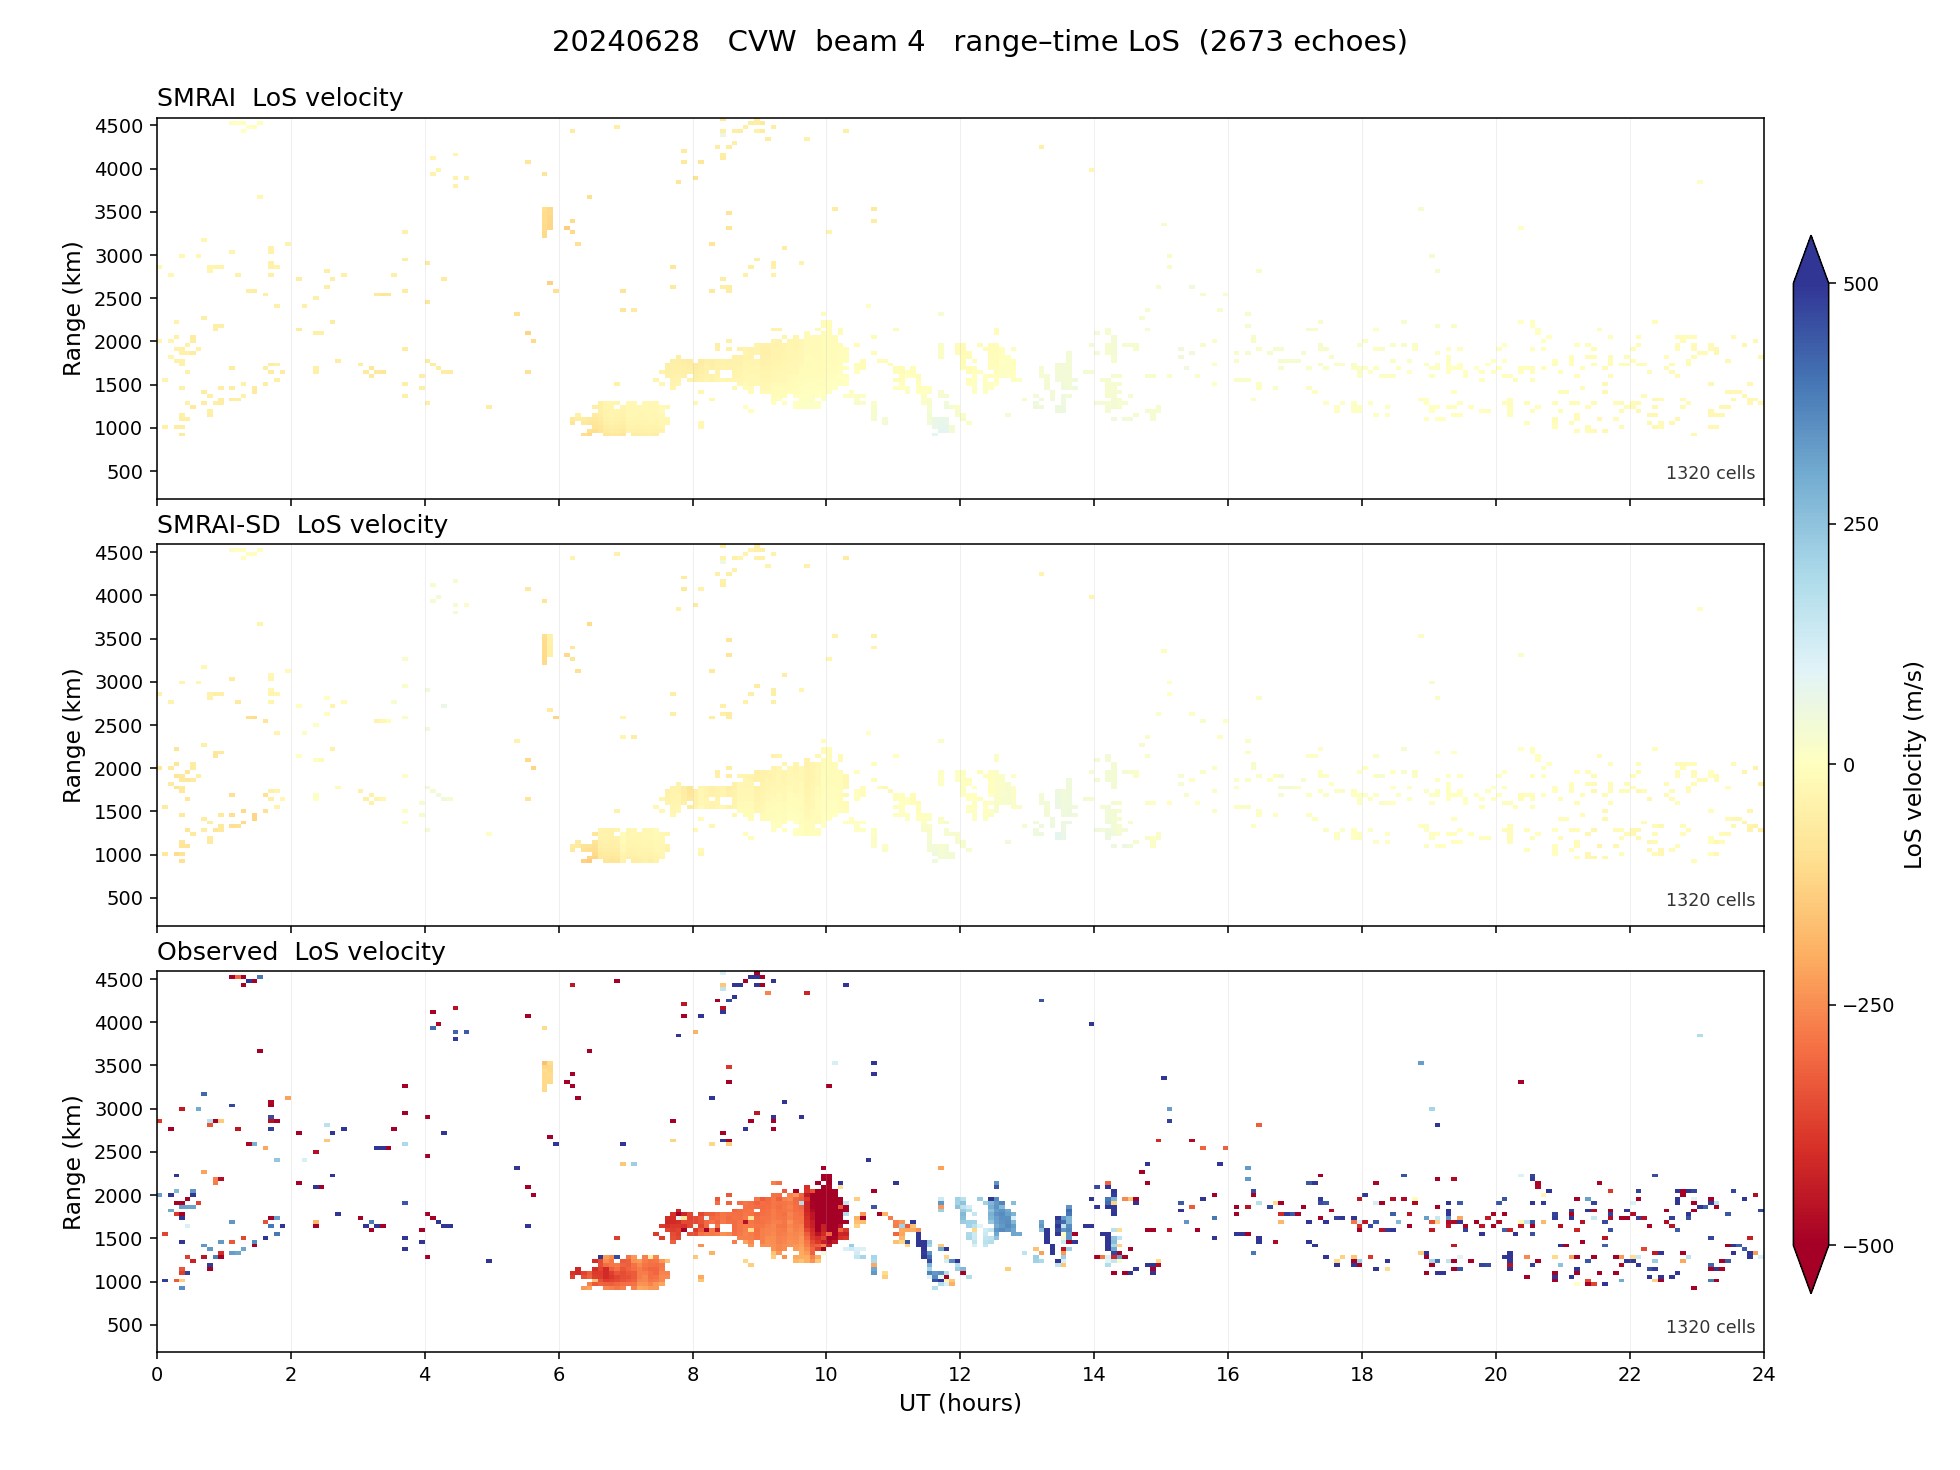 20240628   CVW  beam 4   range–time LoS  (2673 echoes)
SMRAI  LoS velocity
4500
4000
3500
3000
2500
2000
1500
1000
500
Range (km)
1320 cells
SMRAI-SD  LoS velocity
4500
4000
3500
3000
2500
2000
1500
1000
500
Range (km)
1320 cells
Observed  LoS velocity
4500
4000
3500
3000
2500
2000
1500
1000
500
Range (km)
1320 cells
0 2 4 6 8 10 12 14 16 18 20 22 24
UT (hours)
500
250
0
−250
−500
LoS velocity (m/s)